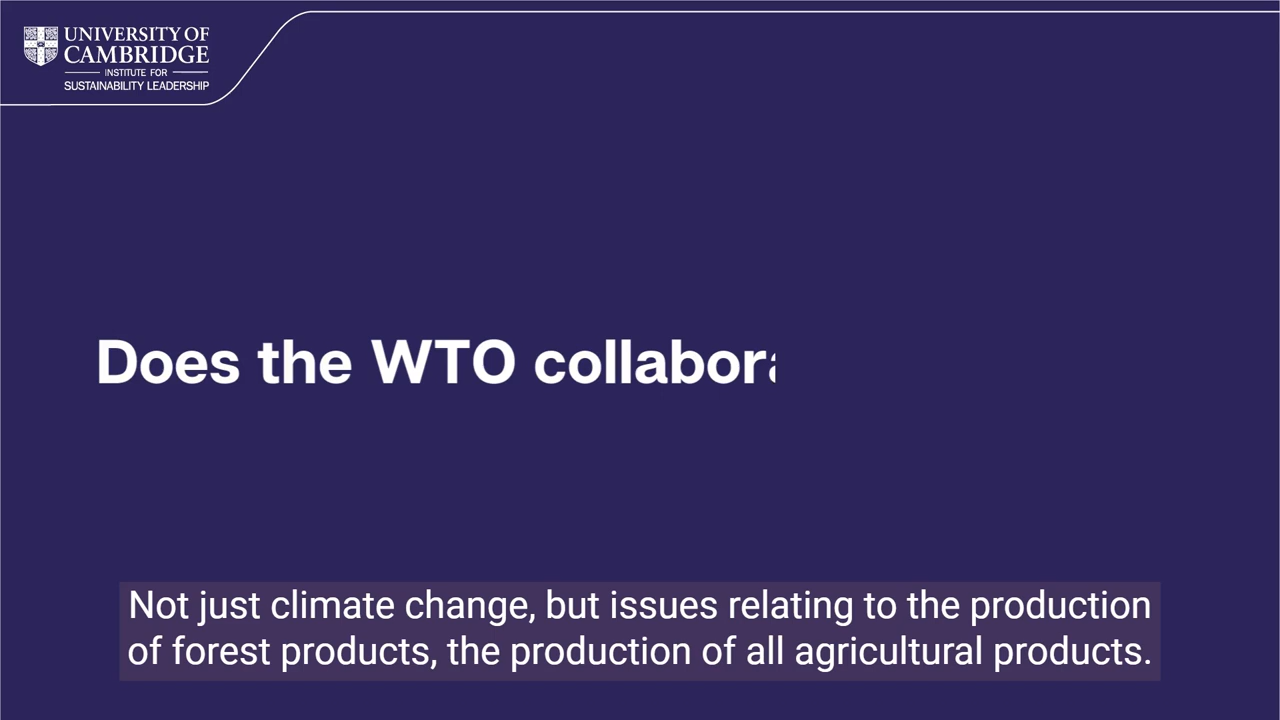 UNIVERSITY OF
CAMBRIDGE
INSTITUTE FOR
SUSTAINABILITY LEADERSHIP
Does the WTO
Not just climate change, but issues relating to the production
of forest products, the production of all agricultural products.